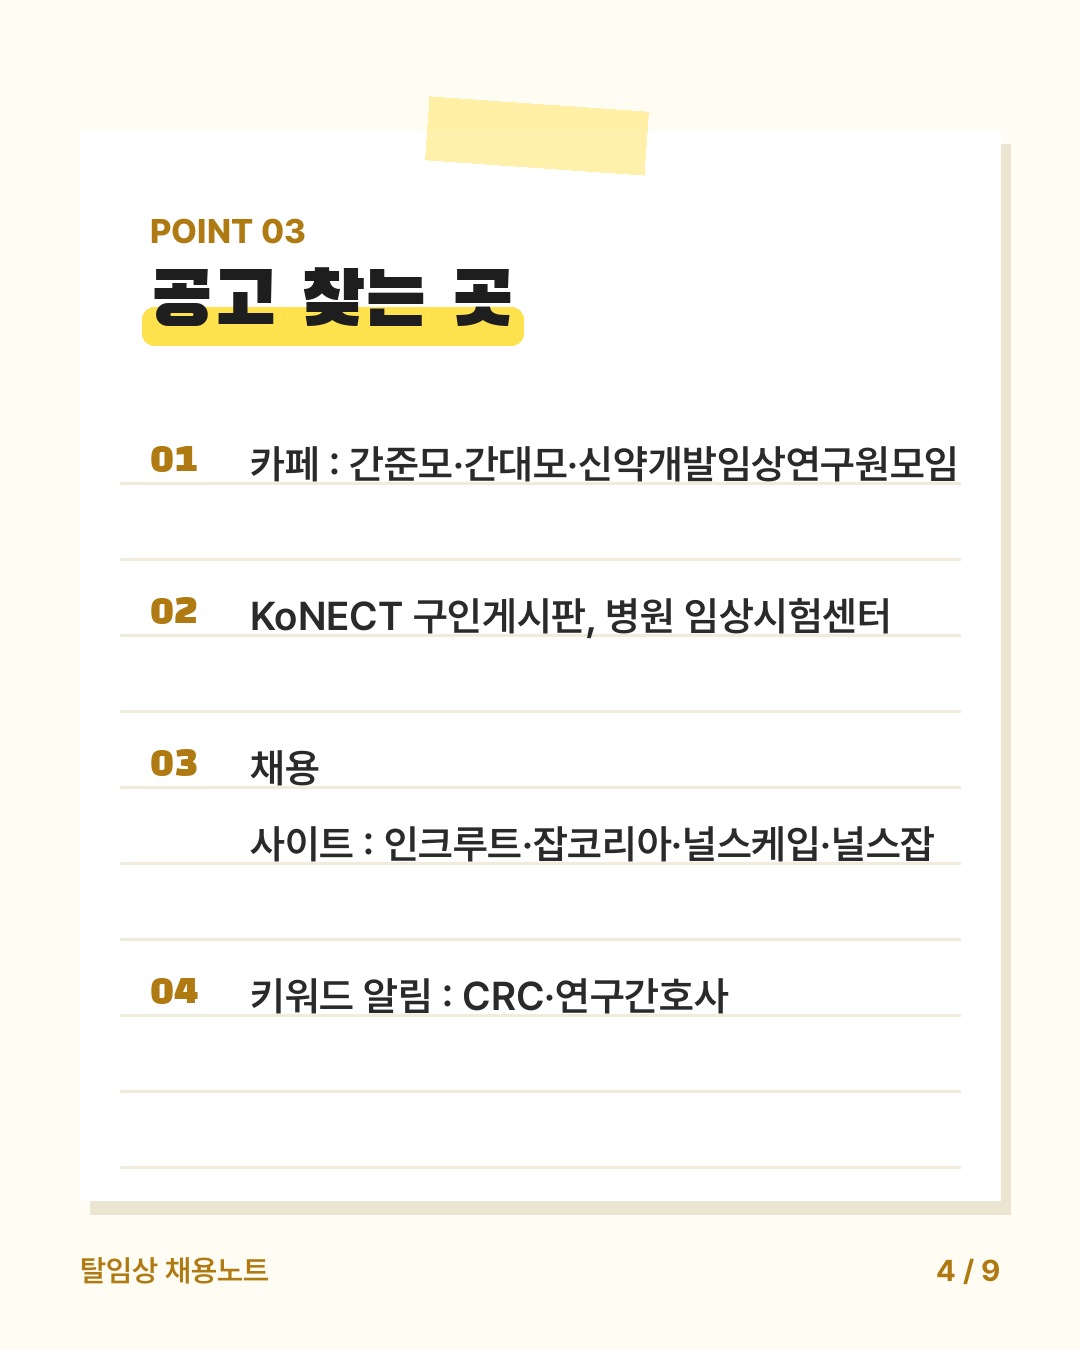 POINT 03
공고 찾는 곳
01 카페 : 간준모·간대모·신약개발임상연구원모임
02 KoNECT 구인게시판, 병원 임상시험센터
03 채용
사이트 : 인크루트·잡코리아·널스케입·널스잡
04 키워드 알림 : CRC·연구간호사
탈임상 채용노트
4 / 9